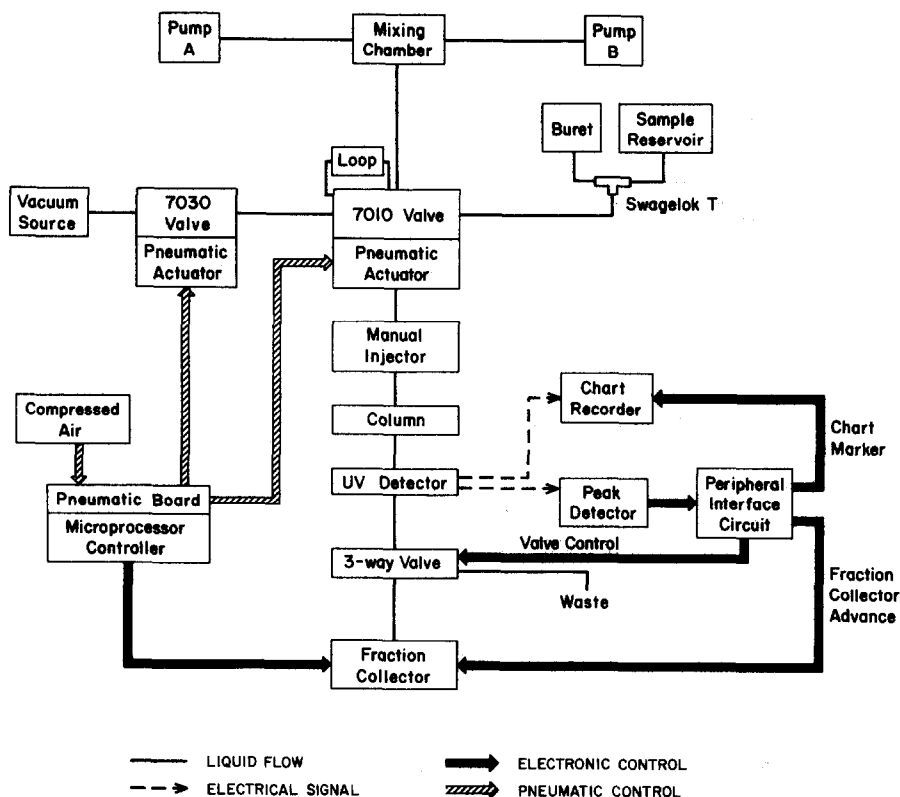 Pump
A
Mixing
Chamber
Pump
B
Buret
Sample
Reservoir
Swagelok T
Loop
Vacuum
Source
7030
Valve
Pneumatic
Actuator
7010 Valve
Pneumatic
Actuator
Manual
Injector
Compressed
Air
Column
Chart
Recorder
Chart
Marker
Pneumatic Board
Microprocessor
Controller
UV Detector
Peak
Detector
Peripheral
Interface
Circuit
Valve Control
3-way Valve
Waste
Fraction
Collector
Advance
Fraction
Collector
LIQUID FLOW
ELECTRICAL SIGNAL
ELECTRONIC CONTROL
PNEUMATIC CONTROL